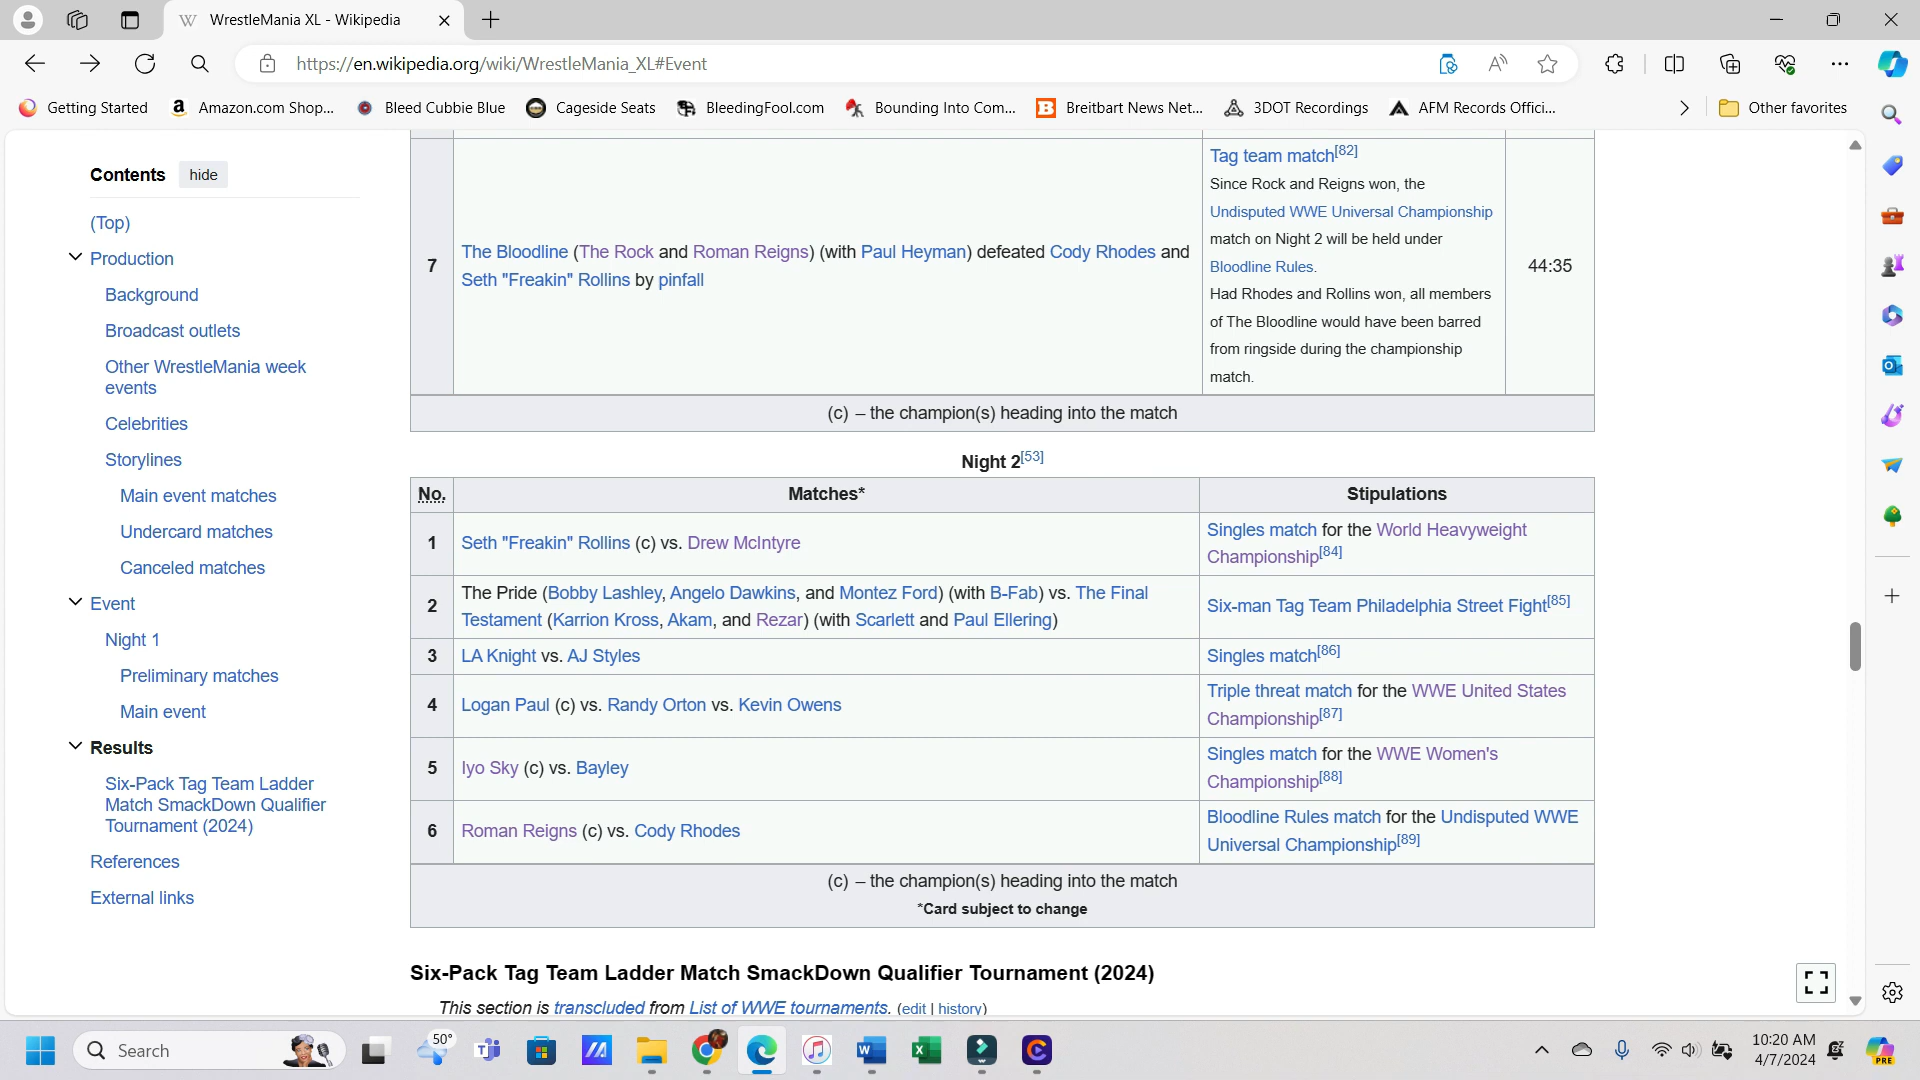 WrestleMania XL - Wikipedia
https://en.wikipedia.org/wiki/WrestleMania_XL#Event
Getting Started
Amazon.com Shop...
Bleed Cubbie Blue
Cageside Seats
BleedingFool.com
Bounding Into Com...
Breitbart News Net...
3DOT Recordings
AFM Records Offici...
Other favorites
Contents hide
(Top)
Production
Background
Broadcast outlets
Other WrestleMania week
events
Celebrities
Storylines
Main event matches
Undercard matches
Canceled matches
Event
Night 1
Preliminary matches
Main event
Results
Six-Pack Tag Team Ladder
Match SmackDown Qualifier
Tournament (2024)
References
External links
7
The Bloodline (The Rock and Roman Reigns) (with Paul Heyman) defeated Cody Rhodes and
Seth "Freakin" Rollins by pinfall
Tag team match[82]
Since Rock and Reigns won, the
Undisputed WWE Universal Championship
match on Night 2 will be held under
Bloodline Rules.
Had Rhodes and Rollins won, all members
of The Bloodline would have been barred
from ringside during the championship
match.
44:35
(c) – the champion(s) heading into the match
Night 2[53]
No. Matches* Stipulations
1
Seth "Freakin" Rollins (c) vs. Drew McIntyre
Singles match for the World Heavyweight
Championship[84]
2
The Pride (Bobby Lashley, Angelo Dawkins, and Montez Ford) (with B-Fab) vs. The Final
Testament (Karrion Kross, Akam, and Rezar) (with Scarlett and Paul Ellering)
Six-man Tag Team Philadelphia Street Fight[85]
3
LA Knight vs. AJ Styles
Singles match[86]
4
Logan Paul (c) vs. Randy Orton vs. Kevin Owens
Triple threat match for the WWE United States
Championship[87]
5
Iyo Sky (c) vs. Bayley
Singles match for the WWE Women's
Championship[88]
6
Roman Reigns (c) vs. Cody Rhodes
Bloodline Rules match for the Undisputed WWE
Universal Championship[89]
(c) – the champion(s) heading into the match
*Card subject to change
Six-Pack Tag Team Ladder Match SmackDown Qualifier Tournament (2024)
This section is transcluded from List of WWE tournaments. (edit | history)
Search
50°
10:20 AM
4/7/2024
PRE